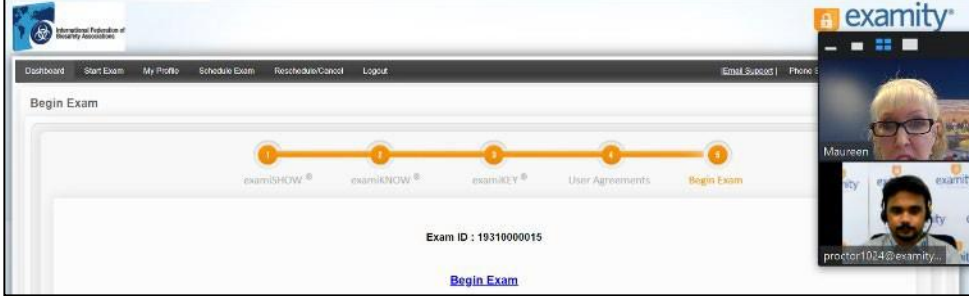 International Federation of
Biosafety Associations
examity
Dashboard Start Exam My Profile Schedule Exam Reschedule/Cancel Logout Email Support | Phone
Begin Exam
1 2 3 4 5
examiSHOW ® examiKNOW ® examiKEY ® User Agreements Begin Exam
Exam ID : 19310000015
Begin Exam
Maureen
proctor1024@examity...